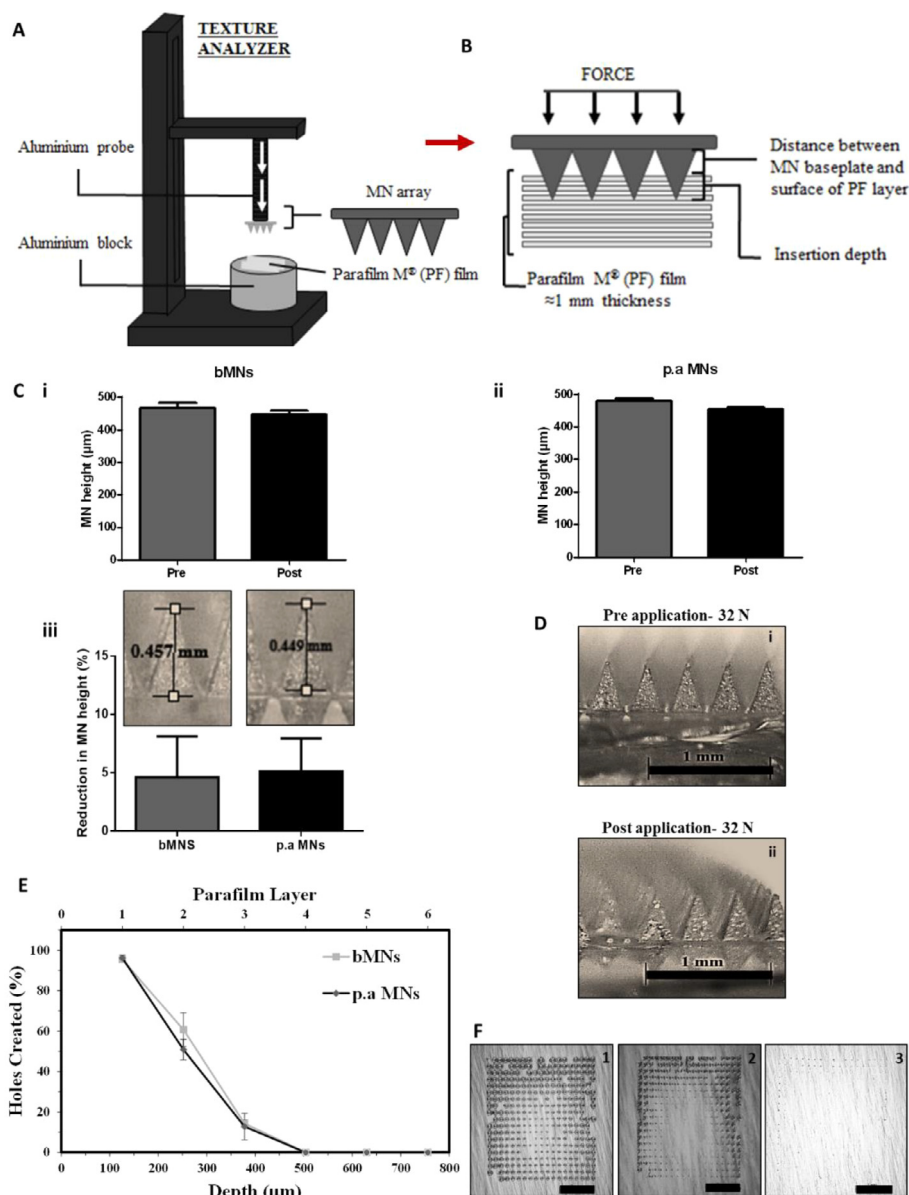 A
TEXTURE
ANALYZER
Aluminium probe
MN array
Aluminium block
Parafilm M® (PF) film
B
FORCE
Distance between
MN baseplate and
surface of PF layer
Insertion depth
Parafilm M® (PF) film
≈1 mm thickness
C
i
bMNs
MN height (μm)
500
400
300
200
100
0
Pre
Post
ii
p.a MNs
MN height (μm)
500
400
300
200
100
0
Pre
Post
iii
0.457 mm
0.449 mm
Reduction in MN height (%)
15
10
5
0
bMNS
p.a MNs
D
Pre application- 32 N
i
1 mm
Post application- 32 N
ii
1 mm
E
Parafilm Layer
0 1 2 3 4 5 6
bMNs
p.a MNs
Holes Created (%)
100
80
60
40
20
0
0 100 200 300 400 500 600 700 800
Depth (μm)
F
1
2
3